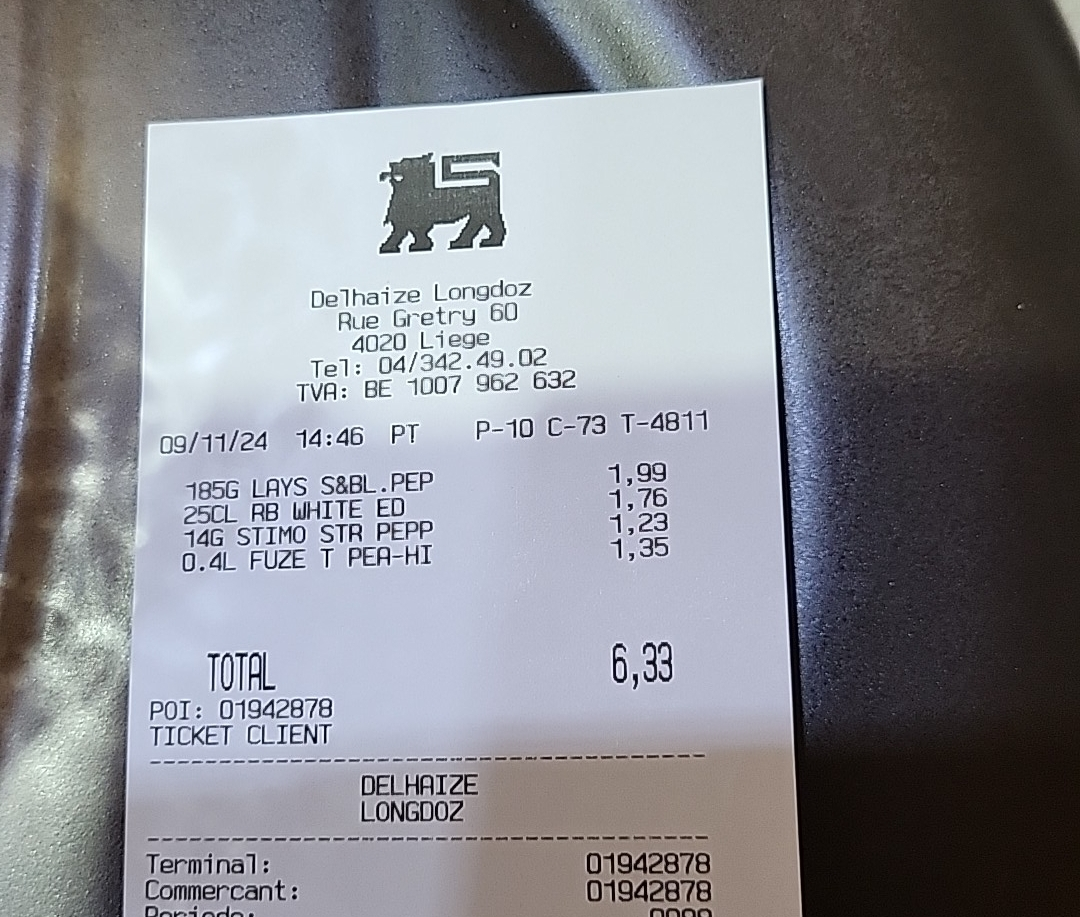 Delhaize Longdoz
Rue Gretry 60
4020 Liege
Tel: 04/342.49.02
TVA: BE 1007 962 632
09/11/24 14:46 PT P-10 C-73 T-4811
185G LAYS S&BL.PEP 1,99
25CL RB WHITE ED 1,76
14G STIMO STR PEPP 1,23
0.4L FUZE T PEA-HI 1,35
TOTAL 6,33
POI: 01942878
TICKET CLIENT
DELHAIZE
LONGDOZ
Terminal: 01942878
Commercant: 01942878